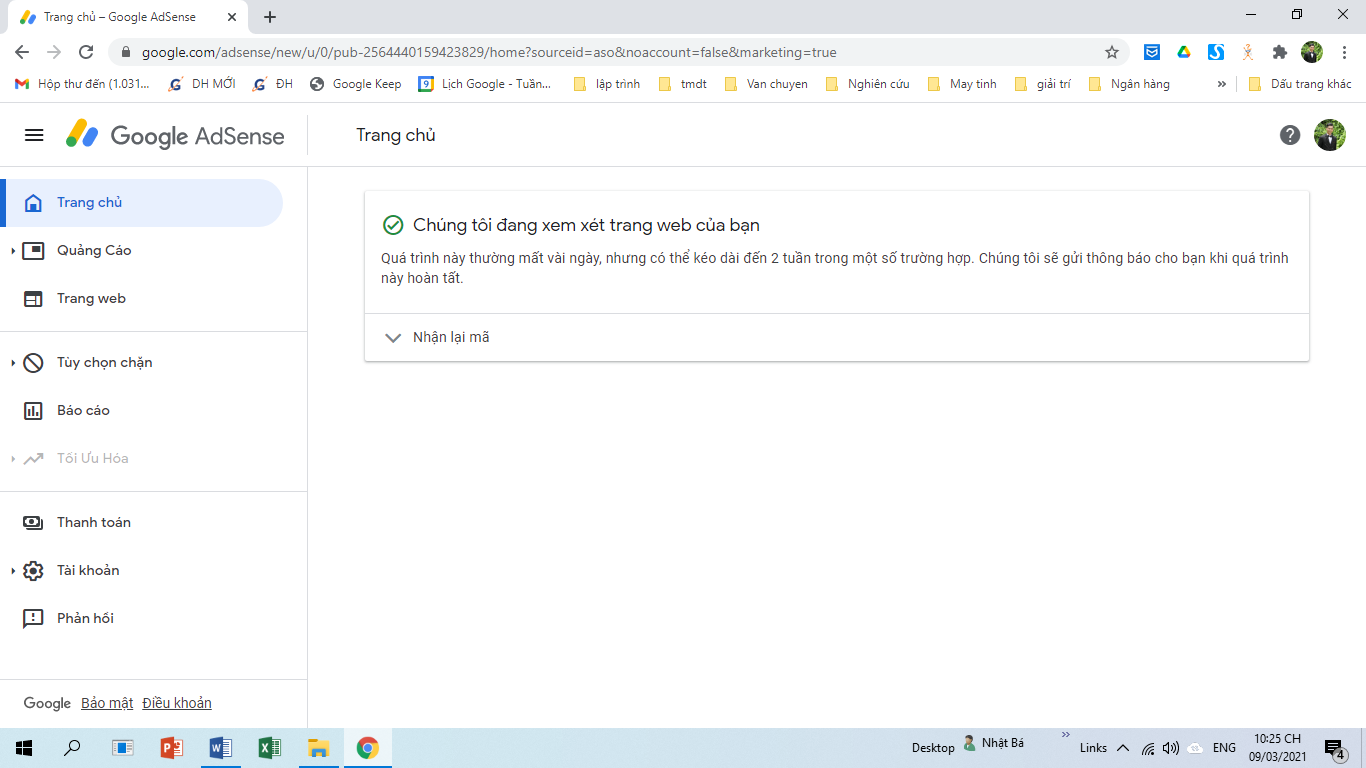 Trang chủ – Google AdSense
google.com/adsense/new/u/0/pub-2564440159423829/home?sourceid=aso&noaccount=false&marketing=true
Hộp thư đến (1.031... DH MỚI ĐH Google Keep Lịch Google - Tuần... lập trình tmdt Van chuyen Nghiên cứu May tinh giải trí Ngân hàng » Dấu trang khác
Google AdSense
Trang chủ
Trang chủ
Quảng Cáo
Trang web
Tùy chọn chặn
Báo cáo
Tối Ưu Hóa
Thanh toán
Tài khoản
Phản hồi
Google Bảo mật Điều khoản
Chúng tôi đang xem xét trang web của bạn
Quá trình này thường mất vài ngày, nhưng có thể kéo dài đến 2 tuần trong một số trường hợp. Chúng tôi sẽ gửi thông báo cho bạn khi quá trình
này hoàn tất.
Nhận lại mã
Desktop Nhật Bá » Links ENG
10:25 CH
09/03/2021
4